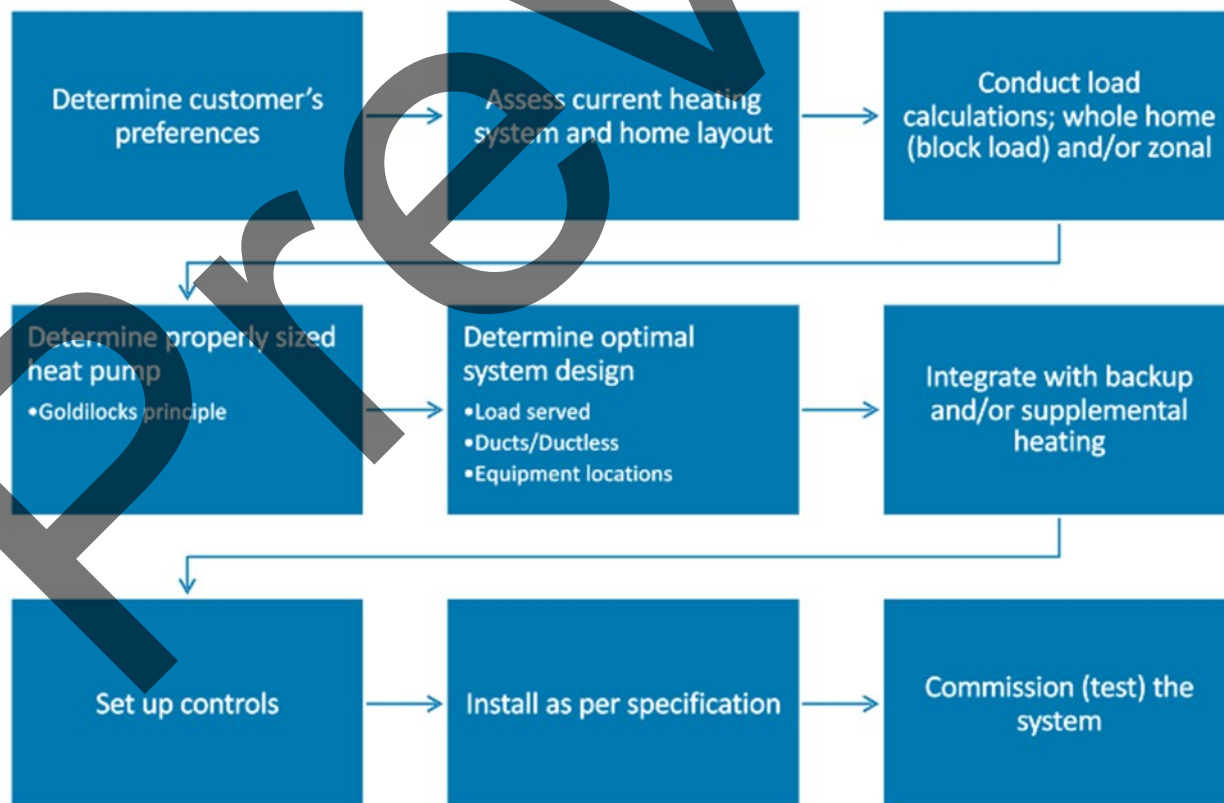 Determine customer's
preferences
Assess current heating
system and home layout
Conduct load
calculations; whole home
(block load) and/or zonal
Determine properly sized
heat pump
•Goldilocks principle
Determine optimal
system design
•Load served
•Ducts/Ductless
•Equipment locations
Integrate with backup
and/or supplemental
heating
Set up controls
Install as per specification
Commission (test) the
system